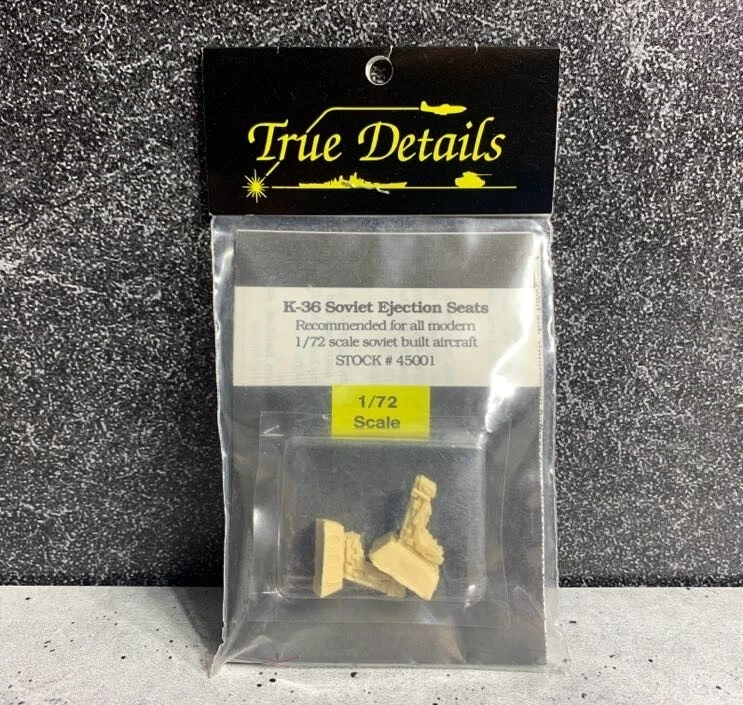 True Details
K-36 Soviet Ejection Seats
Recommended for all modern
1/72 scale soviet built aircraft
STOCK # 45001
1/72
Scale